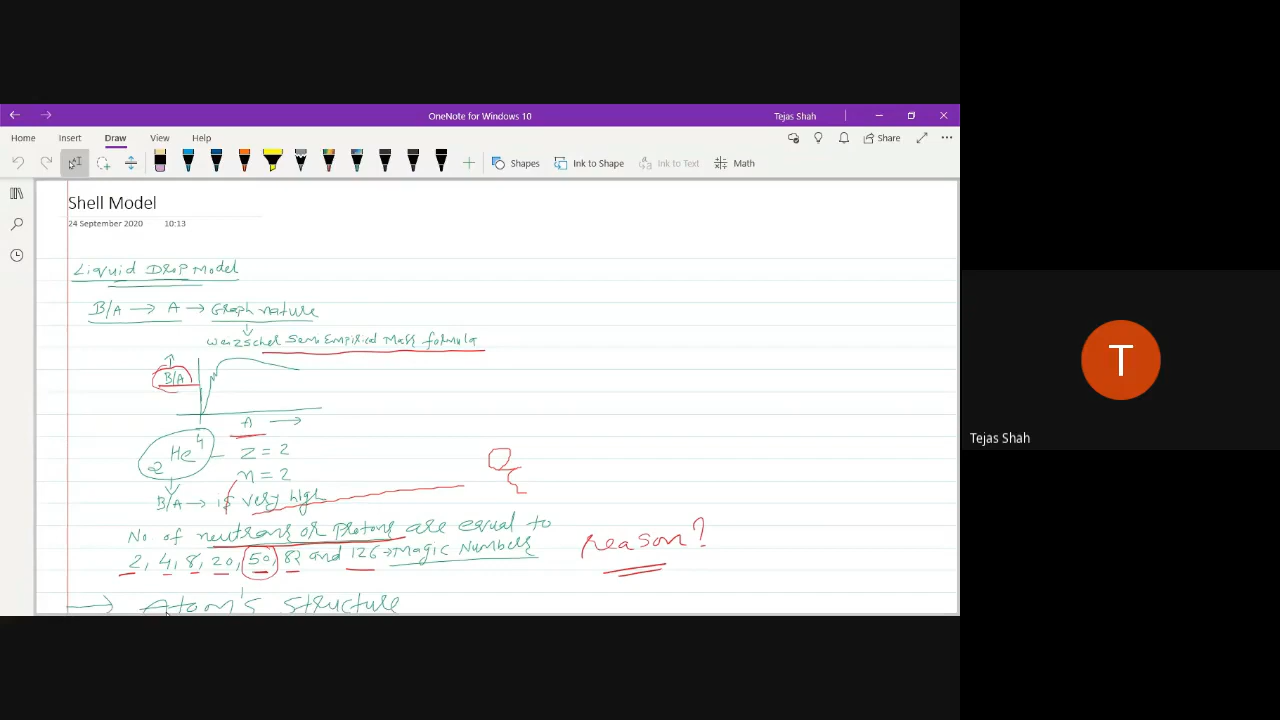 OneNote for Windows 10
Tejas Shah
Home Insert Draw View Help
Share
Shapes Ink to Shape Ink to Text Math
Shell Model
24 September 2020 10:13
Liquid Drop Model
B/A → A → Graph nature
↓
Weizschel Semi Empirical Mass formula
B/A
A →
2He4 – Z = 2
n = 2
B/A → is very high
No of neutrons or Protons are equal to
2, 4, 8, 20, 50, 82 and 126 → magic Numbers
reason?
→ Atom's structure
T
Tejas Shah